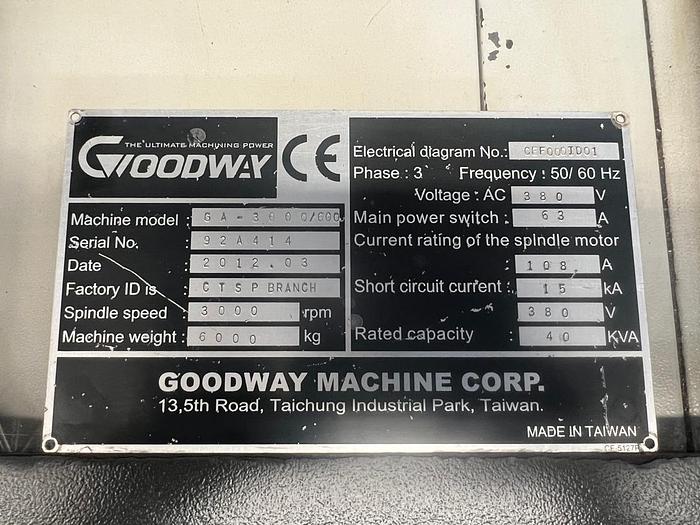 THE ULTIMATE MACHINING POWER
GOODWAY
CE
Machine model : GA-3600/600
Serial No. : 92A414
Date : 2012.03
Factory ID is : CTSP BRANCH
Spindle speed : 3000 rpm
Machine weight : 6000 kg
Electrical diagram No.: CEF000ID01
Phase : 3 Frequency : 50/ 60 Hz
Voltage : AC 380 V
Main power switch : 63 A
Current rating of the spindle motor
: 108 A
Short circuit current : 15 kA
: 380 V
Rated capacity : 40 KVA
GOODWAY MACHINE CORP.
13,5th Road, Taichung Industrial Park, Taiwan.
MADE IN TAIWAN